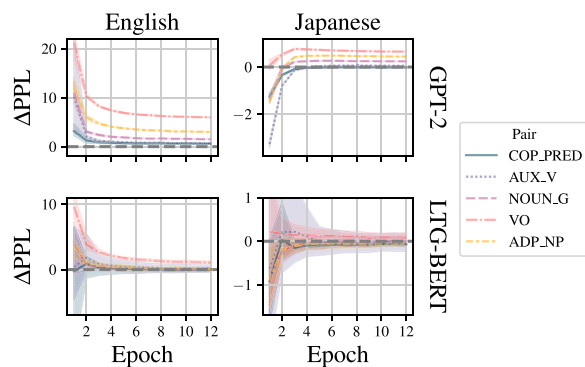 English Japanese
ΔPPL
20
10
0
0
−2
GPT-2
ΔPPL
10
0
2 4 6 8 10 12
Epoch
1
0
−1
2 4 6 8 10 12
Epoch
LTG-BERT
Pair
COP_PRED
AUX_V
NOUN_G
VO
ADP_NP